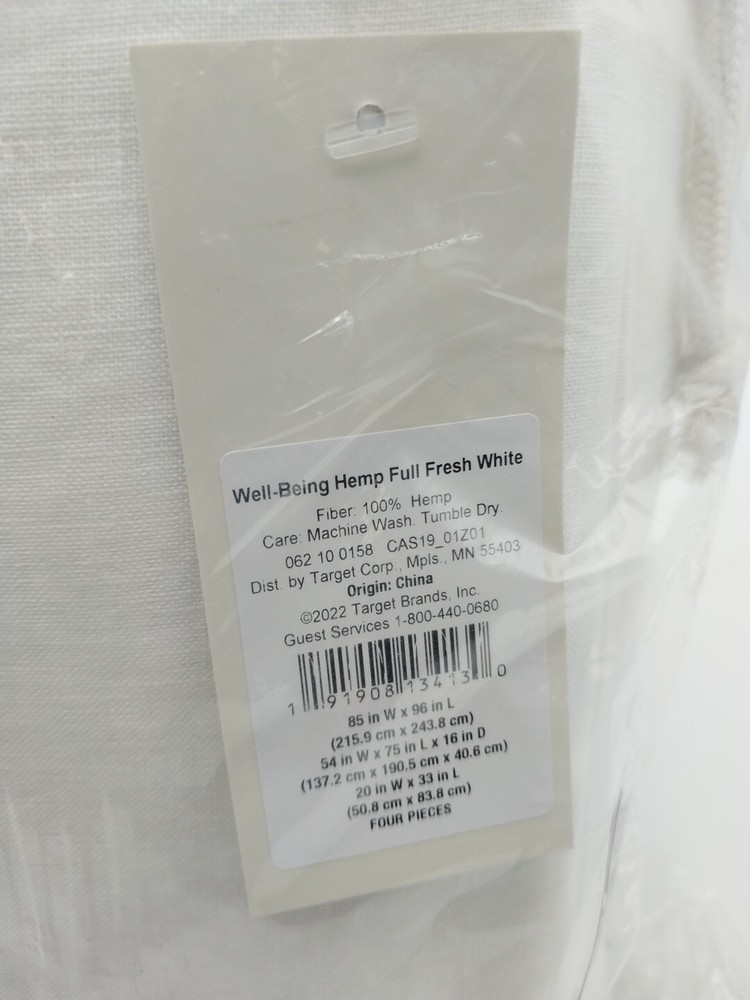 Well-Being Hemp Full Fresh White
Fiber: 100% Hemp
Care: Machine Wash. Tumble Dry.
062 10 0158 CAS19_01Z01
Dist. by Target Corp., Mpls., MN 55403
Origin: China
©2022 Target Brands, Inc.
Guest Services 1-800-440-0680
1 91908 13413 0
85 in W x 96 in L
(215.9 cm x 243.8 cm)
54 in W x 75 in L x 16 in D
(137.2 cm x 190.5 cm x 40.6 cm)
20 in W x 33 in L
(50.8 cm x 83.8 cm)
FOUR PIECES